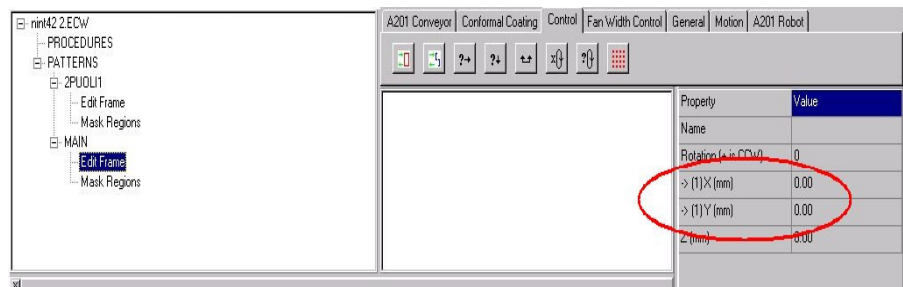 nint42 2.ECW
PROCEDURES
PATTERNS
2PUOLI1
Edit Frame
Mask Regions
MAIN
Edit Frame
Mask Regions
A201 Conveyor Conformal Coating Control Fan Width Control General Motion A201 Robot
Property Value
Name
Rotation (+ is CCW) 0
-> (1) X (mm) 0.00
-> (1) Y (mm) 0.00
Z (mm) 0.00